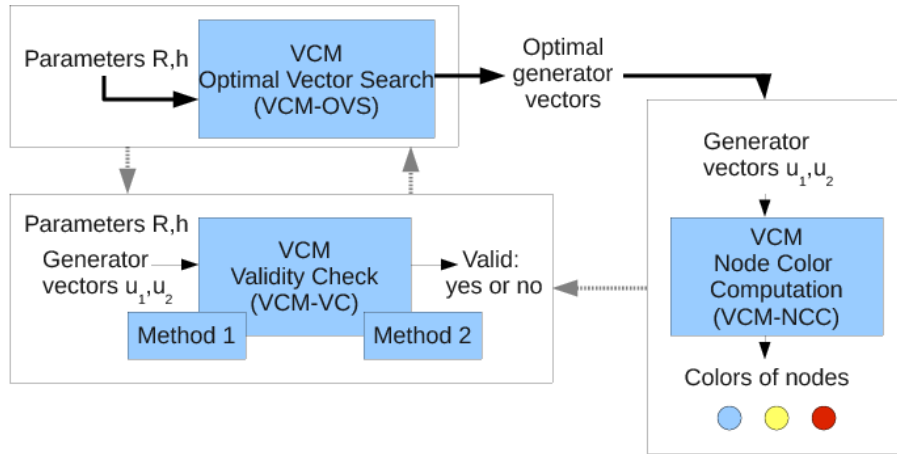 Parameters R,h
VCM
Optimal Vector Search
(VCM-OVS)
Optimal
generator
vectors
Generator
vectors u1,u2
VCM
Node Color
Computation
(VCM-NCC)
Colors of nodes
Parameters R,h
Generator
vectors u1,u2
VCM
Validity Check
(VCM-VC)
Valid:
yes or no
Method 1
Method 2